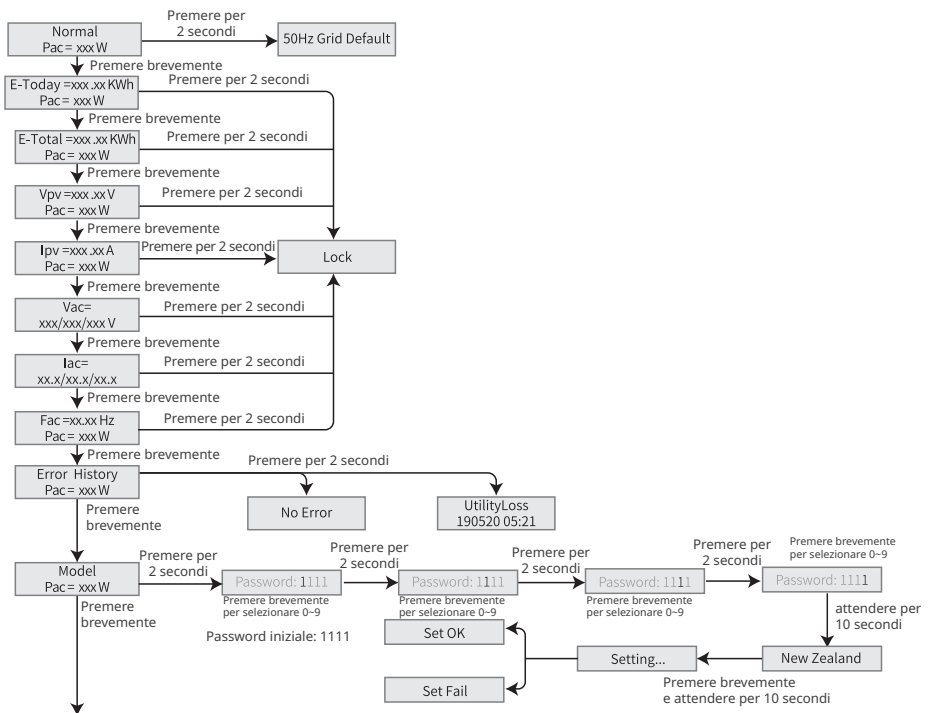 Normal
Pac= xxx W
Premere per
2 secondi
50Hz Grid Default
Premere brevemente
E-Today =xxx.xx KWh
Pac= xxx W
Premere per 2 secondi
Premere brevemente
E-Total =xxx.xx KWh
Pac= xxx W
Premere per 2 secondi
Premere brevemente
Vpv =xxx.xx V
Pac= xxx W
Premere per 2 secondi
Premere brevemente
Ipv =xxx.xx A
Pac= xxx W
Premere per 2 secondi
Lock
Premere brevemente
Vac=
xxx/xxx/xxx V
Premere per 2 secondi
Premere brevemente
Iac=
xx.x/xx.x/xx.x
Premere per 2 secondi
Premere brevemente
Fac=xx.xx Hz
Pac= xxx W
Premere per 2 secondi
Premere brevemente
Error History
Pac= xxx W
Premere per 2 secondi
No Error
UtilityLoss
190520 05:21
Premere
brevemente
Model
Pac= xxx W
Premere per
2 secondi
Password: 1111
Premere brevemente
per selezionare 0~9
Premere per
2 secondi
Password: 1111
Premere brevemente
per selezionare 0~9
Premere per
2 secondi
Password: 1111
Premere brevemente
per selezionare 0~9
Premere per
2 secondi
Premere brevemente
per selezionare 0~9
Password: 1111
Premere
brevemente
Password iniziale: 1111
attendere per
10 secondi
New Zealand
Premere brevemente
e attendere per 10 secondi
Setting...
Set OK
Set Fail